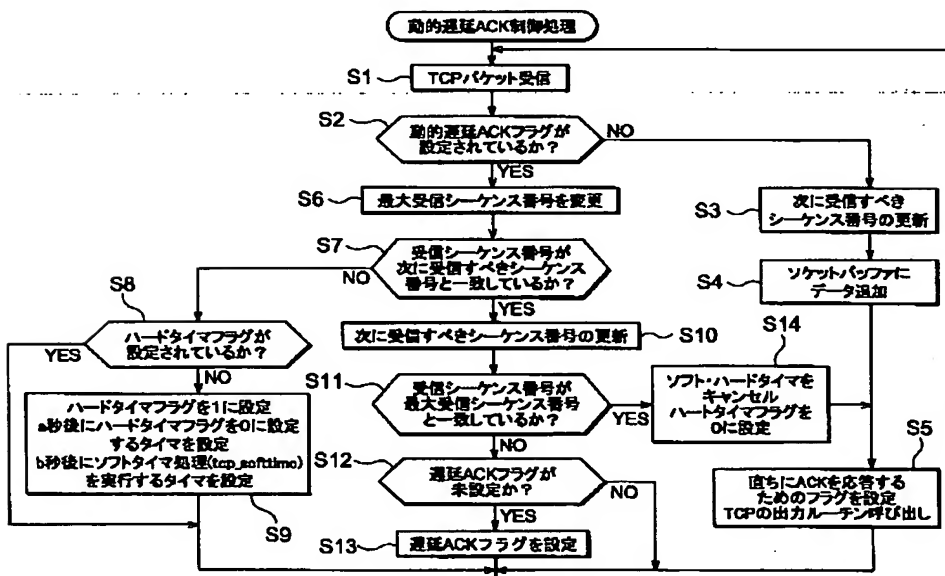 動的遅延ACK制御処理
S1
TCPパケット受信
S2
動的遅延ACKフラグが
設定されているか？
NO
YES
S6
最大受信シーケンス番号を変更
S3
次に受信すべき
シーケンス番号の更新
S7
受信シーケンス番号が
次に受信すべきシーケンス
番号と一致しているか？
NO
YES
S4
ソケットバッファに
データ追加
S8
ハードタイマフラグが
設定されているか？
YES
NO
次に受信すべきシーケンス番号の更新
S10
S14
ソフト・ハードタイマを
キャンセル
ハートタイマフラグを
0に設定
S11
受信シーケンス番号が
最大受信シーケンス番号
と一致しているか？
YES
NO
ハードタイマフラグを1に設定
a秒後にハードタイマフラグを0に設定
するタイマを設定
b秒後にソフトタイマ処理(tcp_softtimo)
を実行するタイマを設定
S9
S12
遅延ACKフラグが
未設定か？
NO
YES
S5
直ちにACKを応答する
ためのフラグを設定
TCPの出力ルーチン呼び出し
S13
遅延ACKフラグを設定